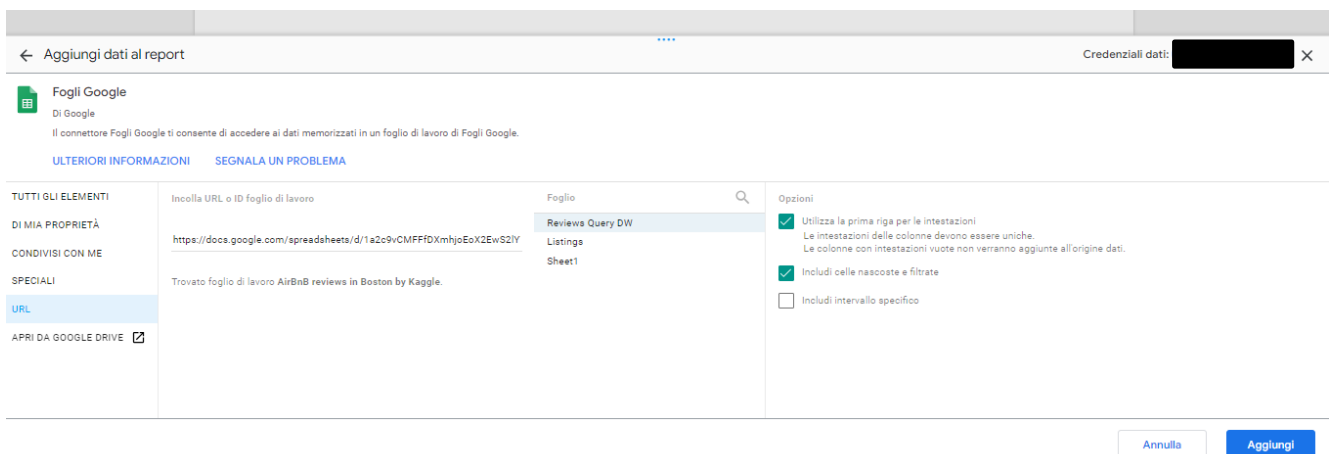 Aggiungi dati al report
Credenziali dati:
Fogli Google
Di Google
Il connettore Fogli Google ti consente di accedere ai dati memorizzati in un foglio di lavoro di Fogli Google.
ULTERIORI INFORMAZIONI
SEGNALA UN PROBLEMA
TUTTI GLI ELEMENTI
DI MIA PROPRIETÀ
CONDIVISI CON ME
SPECIALI
URL
APRI DA GOOGLE DRIVE
Incolla URL o ID foglio di lavoro
https://docs.google.com/spreadsheets/d/1a2c9vCMFFfDXmhjoEoX2EwS2lY
Trovato foglio di lavoro AirBnB reviews in Boston by Kaggle.
Foglio
Reviews Query DW
Listings
Sheet1
Opzioni
Utilizza la prima riga per le intestazioni
Le intestazioni delle colonne devono essere uniche.
Le colonne con intestazioni vuote non verranno aggiunte all'origine dati.
Includi celle nascoste e filtrate
Includi intervallo specifico
Annulla
Aggiungi